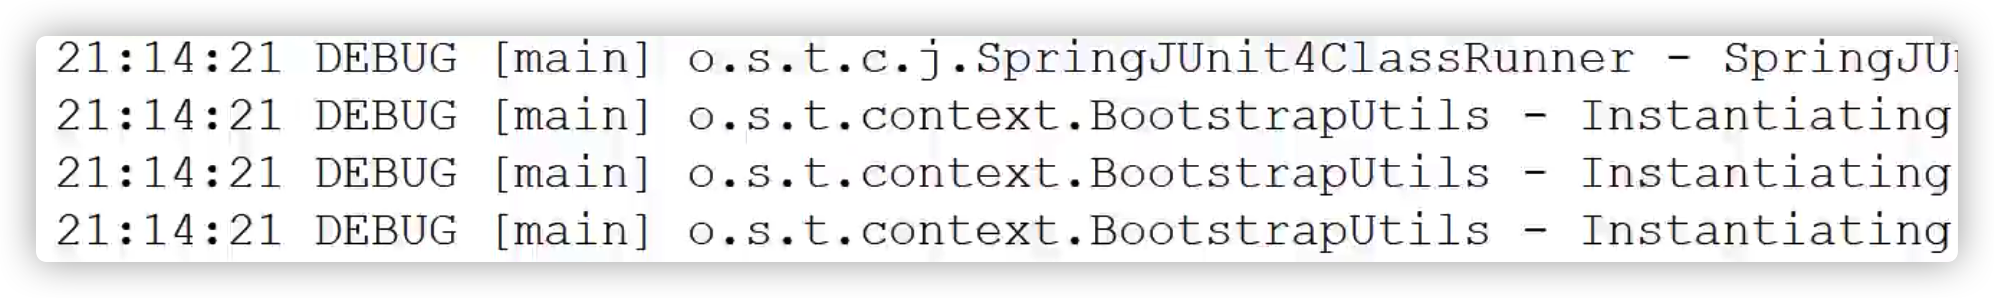 21:14:21 DEBUG [main] o.s.t.c.j.SpringJUnit4ClassRunner - SpringJU
21:14:21 DEBUG [main] o.s.t.context.BootstrapUtils - Instantiating
21:14:21 DEBUG [main] o.s.t.context.BootstrapUtils - Instantiating
21:14:21 DEBUG [main] o.s.t.context.BootstrapUtils - Instantiating